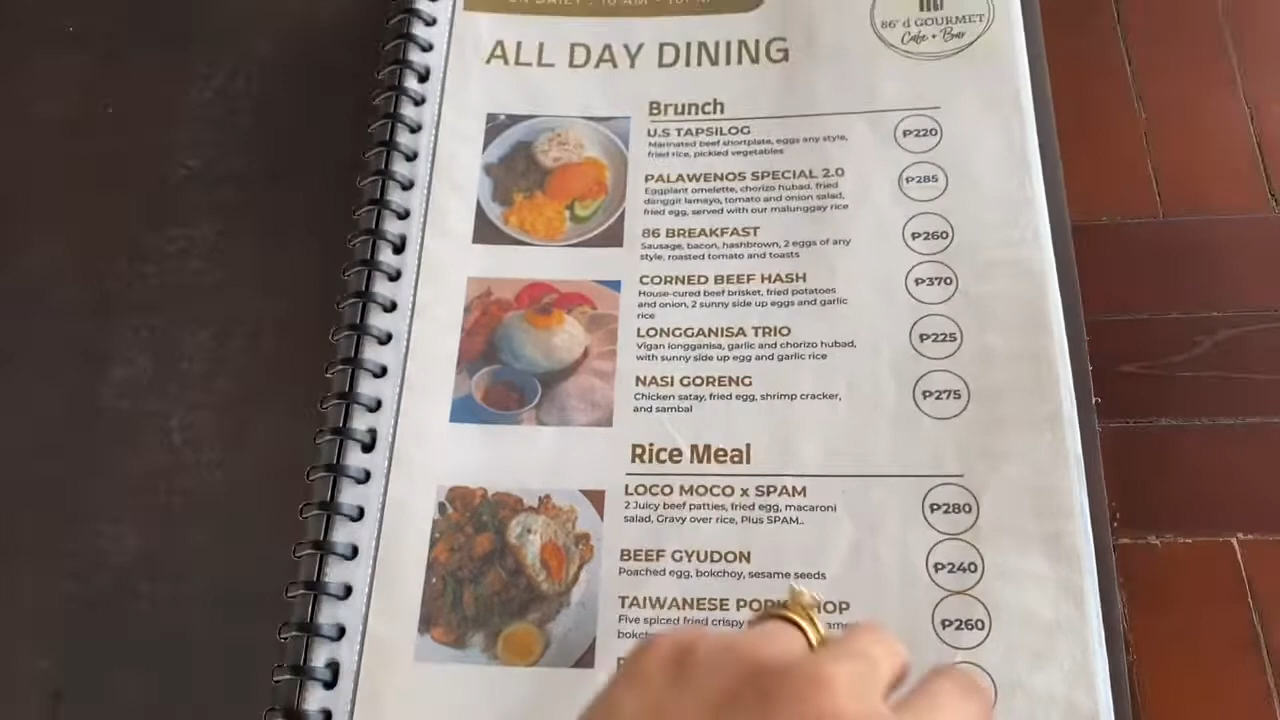 86' d GOURMET
Cafe + Bar
ALL DAY DINING
Brunch
U.S TAPSILOG
Marinated beef shortplate, eggs any style,
fried rice, pickled vegetables
₱220
PALAWENOS SPECIAL 2.0
Eggplant omelette, chorizo hubad, fried
danggit lamayo, tomato and onion salad,
fried egg, served with our malunggay rice
₱285
86 BREAKFAST
Sausage, bacon, hashbrown, 2 eggs of any
style, roasted tomato and toasts
₱260
CORNED BEEF HASH
House-cured beef brisket, fried potatoes
and onion, 2 sunny side up eggs and garlic
rice
₱370
LONGGANISA TRIO
Vigan longganisa, garlic and chorizo hubad,
with sunny side up egg and garlic rice
₱225
NASI GORENG
Chicken satay, fried egg, shrimp cracker,
and sambal
₱275
Rice Meal
LOCO MOCO x SPAM
2 Juicy beef patties, fried egg, macaroni
salad, Gravy over rice, Plus SPAM..
₱280
BEEF GYUDON
Poached egg, bokchoy, sesame seeds
₱240
TAIWANESE
Five spiced fried crispy
₱260